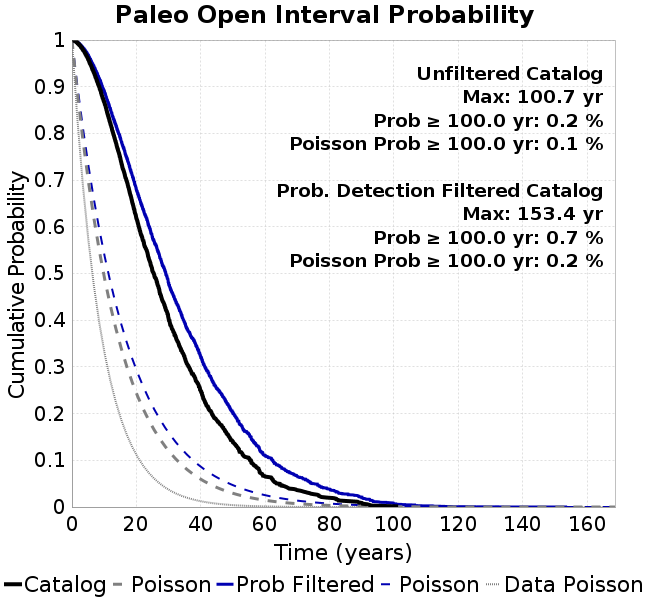 Paleo Open Interval Probability
Cumulative Probability
1
0.9
0.8
0.7
0.6
0.5
0.4
0.3
0.2
0.1
0
Unfiltered Catalog
Max: 100.7 yr
Prob ≥ 100.0 yr: 0.2 %
Poisson Prob ≥ 100.0 yr: 0.1 %
Prob. Detection Filtered Catalog
Max: 153.4 yr
Prob ≥ 100.0 yr: 0.7 %
Poisson Prob ≥ 100.0 yr: 0.2 %
0 20 40 60 80 100 120 140 160
Time (years)
Catalog Poisson Prob Filtered Poisson Data Poisson